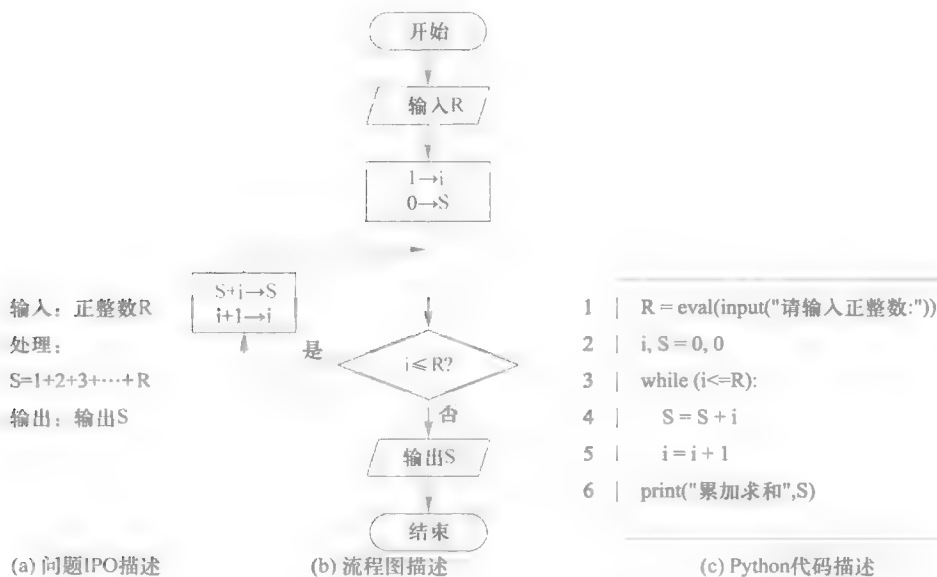 开始
输入R
1→i
0→S
S+i→S
i+1→i
是
i≤R?
否
输出S
结束
输入：正整数R
处理：
S=1+2+3+···+R
输出：输出S
1 | R = eval(input("请输入正整数:"))
2 | i, S = 0, 0
3 | while (i<=R):
4 | S = S + i
5 | i = i + 1
6 | print("累加求和",S)
(a) 问题IPO描述
(b) 流程图描述
(c) Python代码描述